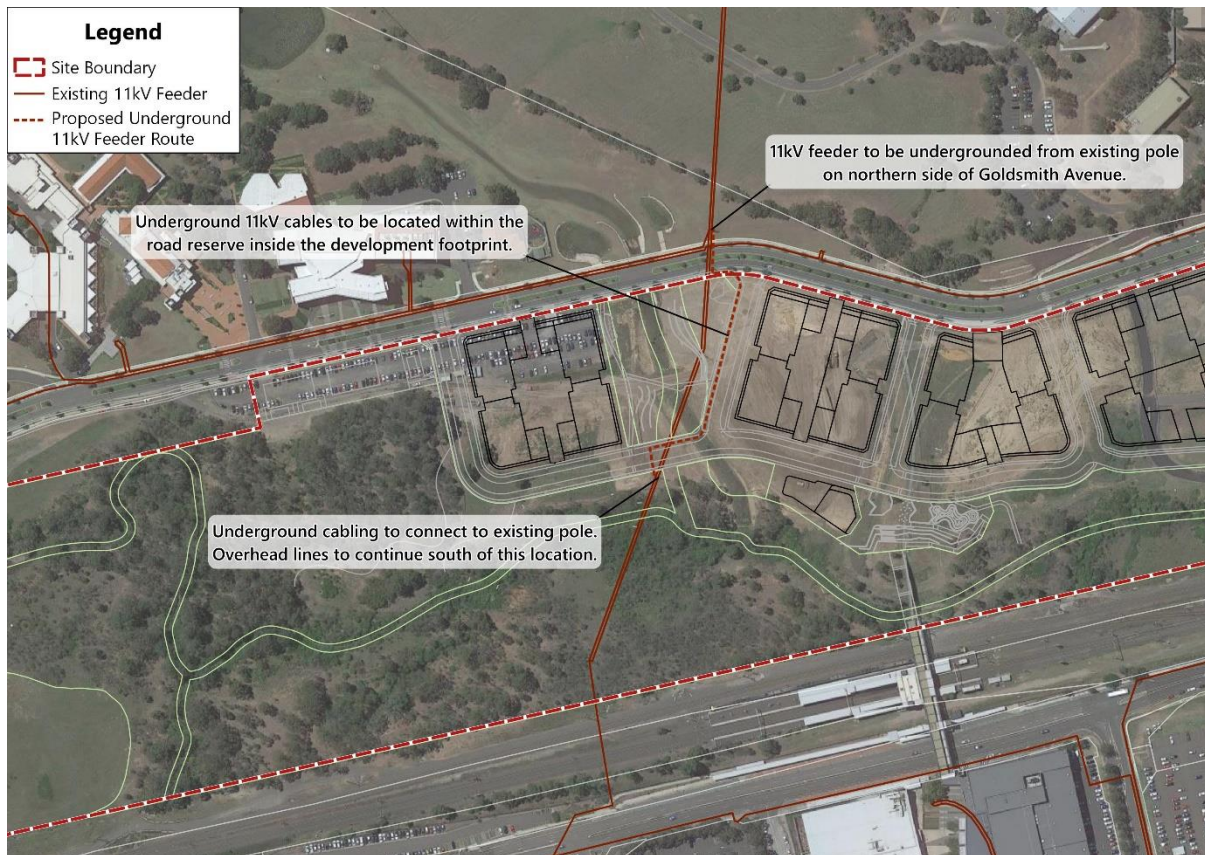 Legend
Site Boundary
Existing 11kV Feeder
Proposed Underground
11kV Feeder Route
11kV feeder to be undergrounded from existing pole
on northern side of Goldsmith Avenue.
Underground 11kV cables to be located within the
road reserve inside the development footprint.
Underground cabling to connect to existing pole.
Overhead lines to continue south of this location.